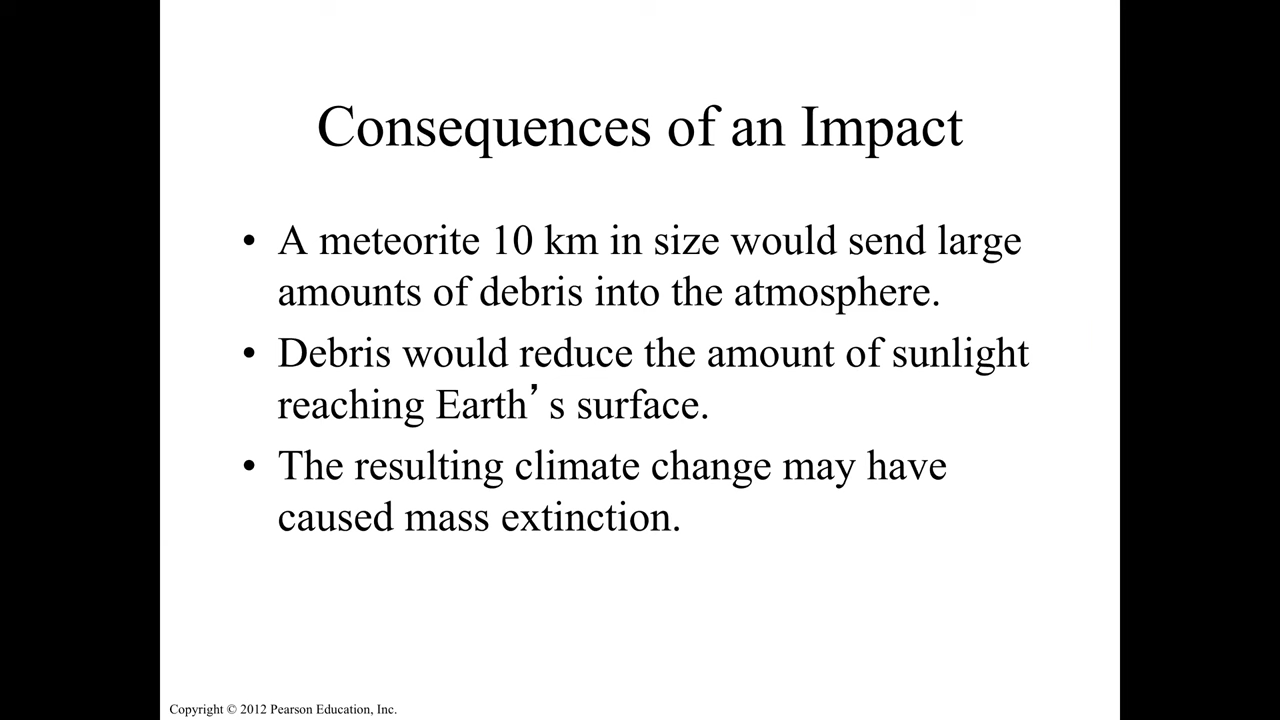 Consequences of an Impact
• A meteorite 10 km in size would send large
amounts of debris into the atmosphere.
• Debris would reduce the amount of sunlight
reaching Earth’s surface.
• The resulting climate change may have
caused mass extinction.
Copyright © 2012 Pearson Education, Inc.